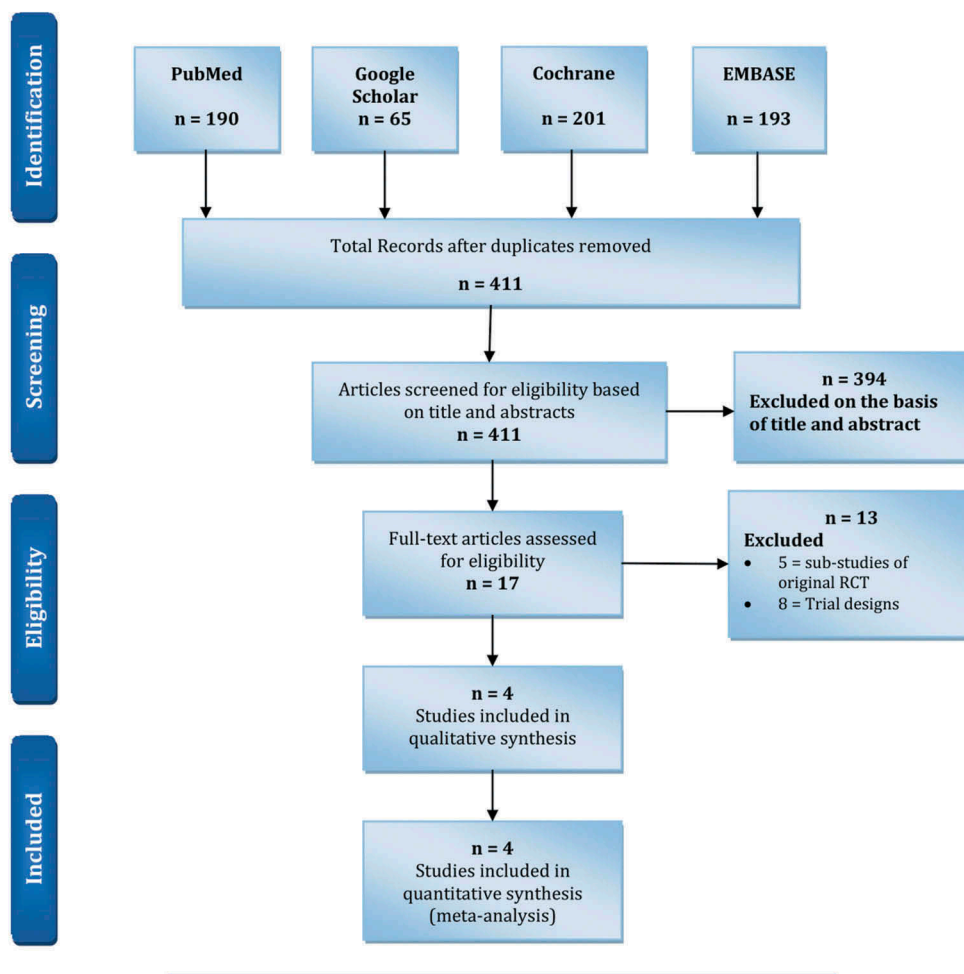 Identification
PubMed
n = 190
Google
Scholar
n = 65
Cochrane
n = 201
EMBASE
n = 193
Total Records after duplicates removed
n = 411
Screening
Articles screened for eligibility based
on title and abstracts
n = 411
n = 394
Excluded on the basis
of title and abstract
Eligibility
Full-text articles assessed
for eligibility
n = 17
n = 13
Excluded
• 5 = sub-studies of
original RCT
• 8 = Trial designs
n = 4
Studies included in
qualitative synthesis
Included
n = 4
Studies included in
quantitative synthesis
(meta-analysis)